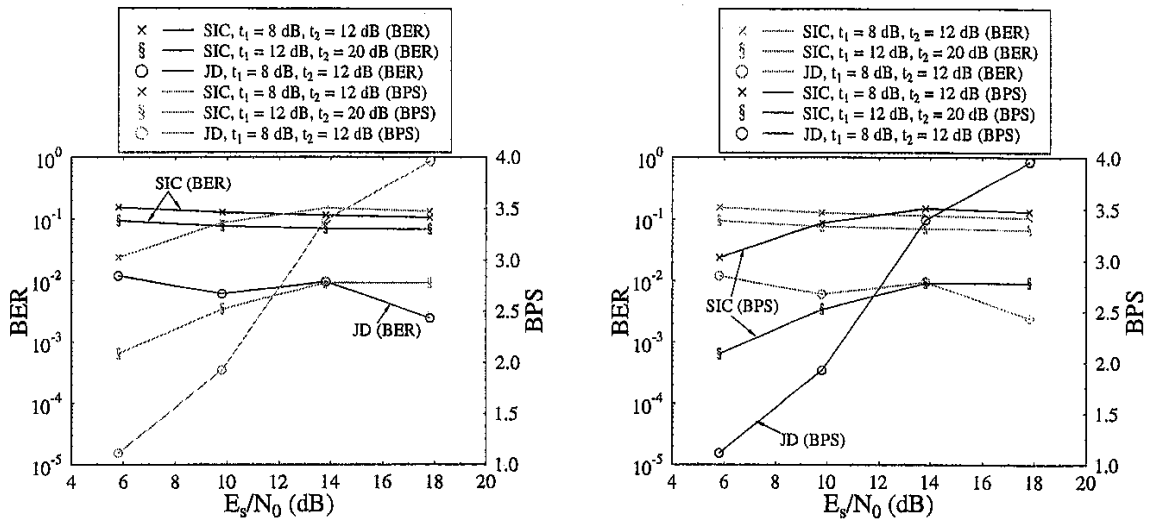 SIC, t₁ = 8 dB, t₂ = 12 dB (BER)
SIC, t₁ = 12 dB, t₂ = 20 dB (BER)
JD, t₁ = 8 dB, t₂ = 12 dB (BER)
SIC, t₁ = 8 dB, t₂ = 12 dB (BPS)
SIC, t₁ = 12 dB, t₂ = 20 dB (BPS)
JD, t₁ = 8 dB, t₂ = 12 dB (BPS)
10⁰
10⁻¹
10⁻²
10⁻³
10⁻⁴
10⁻⁵
BER
SIC (BER)
JD (BER)
4.0
3.5
3.0
2.5
2.0
1.5
1.0
BPS
4 6 8 10 12 14 16 18 20
Eₛ/N₀ (dB)
SIC, t₁ = 8 dB, t₂ = 12 dB (BER)
SIC, t₁ = 12 dB, t₂ = 20 dB (BER)
JD, t₁ = 8 dB, t₂ = 12 dB (BER)
SIC, t₁ = 8 dB, t₂ = 12 dB (BPS)
SIC, t₁ = 12 dB, t₂ = 20 dB (BPS)
JD, t₁ = 8 dB, t₂ = 12 dB (BPS)
10⁰
10⁻¹
10⁻²
10⁻³
10⁻⁴
10⁻⁵
BER
SIC (BPS)
JD (BPS)
4.0
3.5
3.0
2.5
2.0
1.5
1.0
BPS
4 6 8 10 12 14 16 18 20
Eₛ/N₀ (dB)